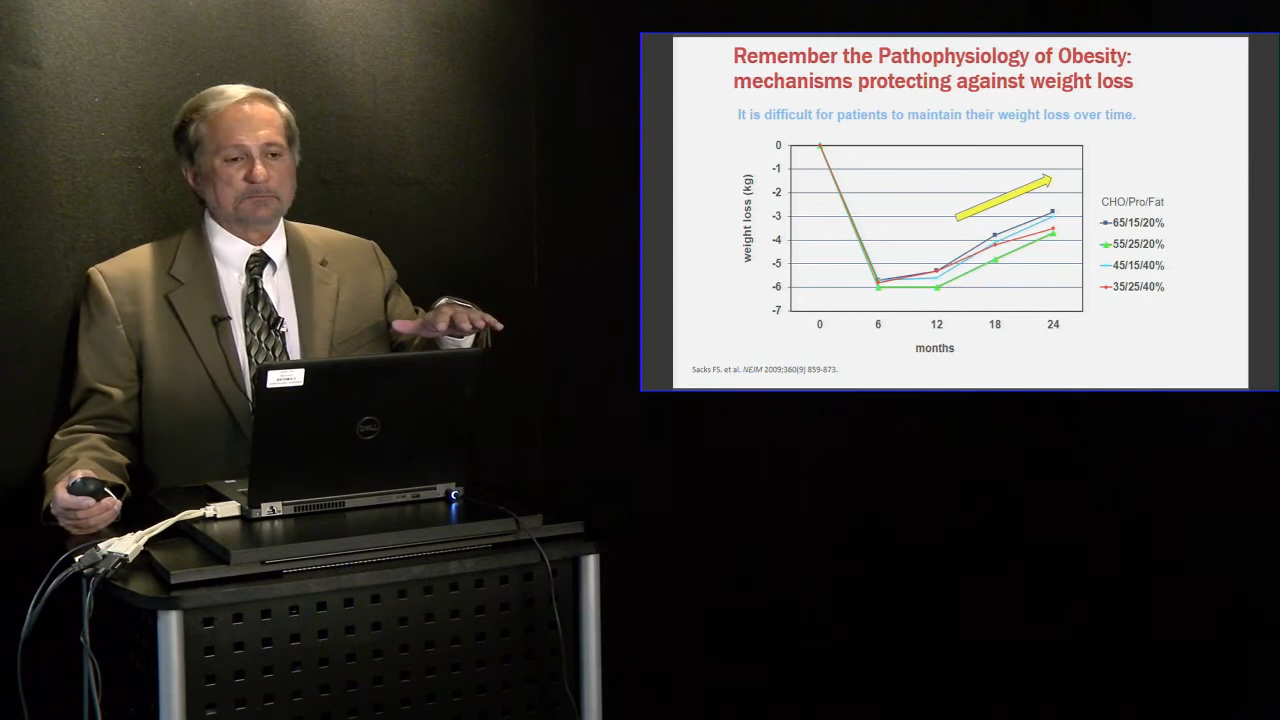 Remember the Pathophysiology of Obesity:
mechanisms protecting against weight loss
It is difficult for patients to maintain their weight loss over time.
0
-1
-2
-3
-4
-5
-6
-7
weight loss (kg)
0 6 12 18 24
months
CHO/Pro/Fat
65/15/20%
55/25/20%
45/15/40%
35/25/40%
Sacks FS. et al. NEJM 2009;360(9) 859-873.
DELL